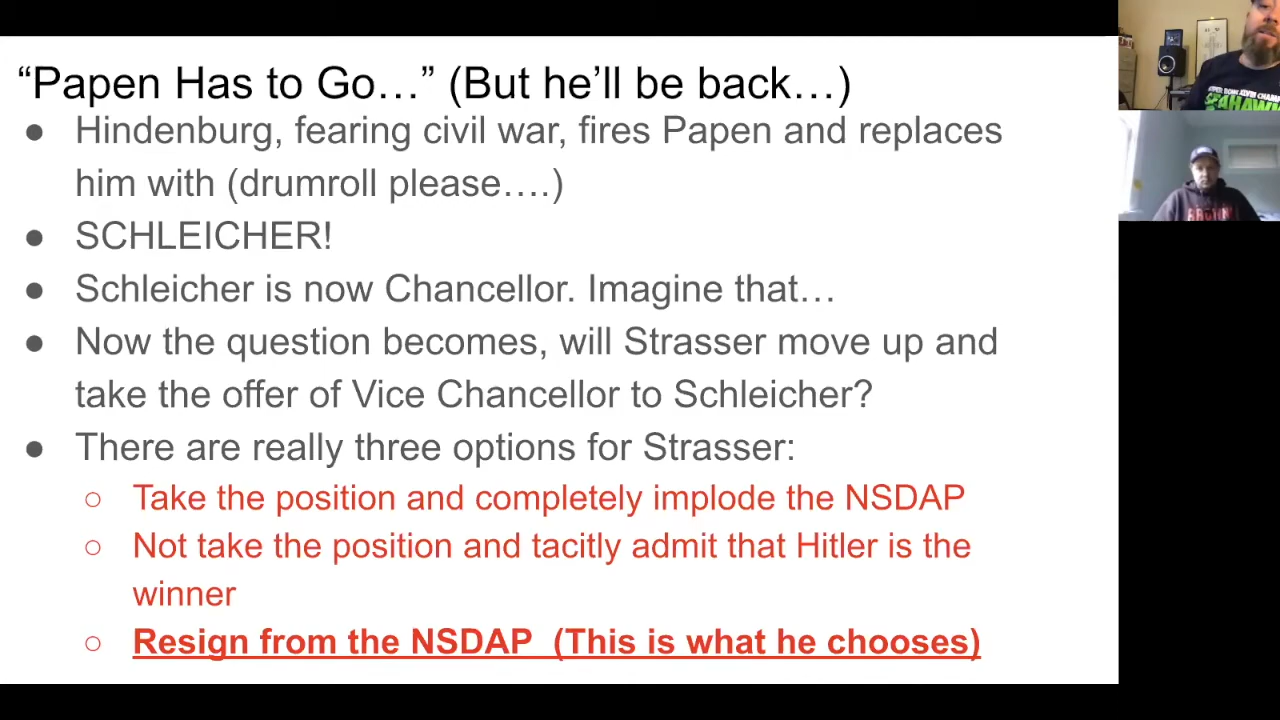 “Papen Has to Go…” (But he’ll be back…)
● Hindenburg, fearing civil war, fires Papen and replaces
him with (drumroll please….)
● SCHLEICHER!
● Schleicher is now Chancellor. Imagine that…
● Now the question becomes, will Strasser move up and
take the offer of Vice Chancellor to Schleicher?
● There are really three options for Strasser:
○ Take the position and completely implode the NSDAP
○ Not take the position and tacitly admit that Hitler is the
winner
○ Resign from the NSDAP  (This is what he chooses)